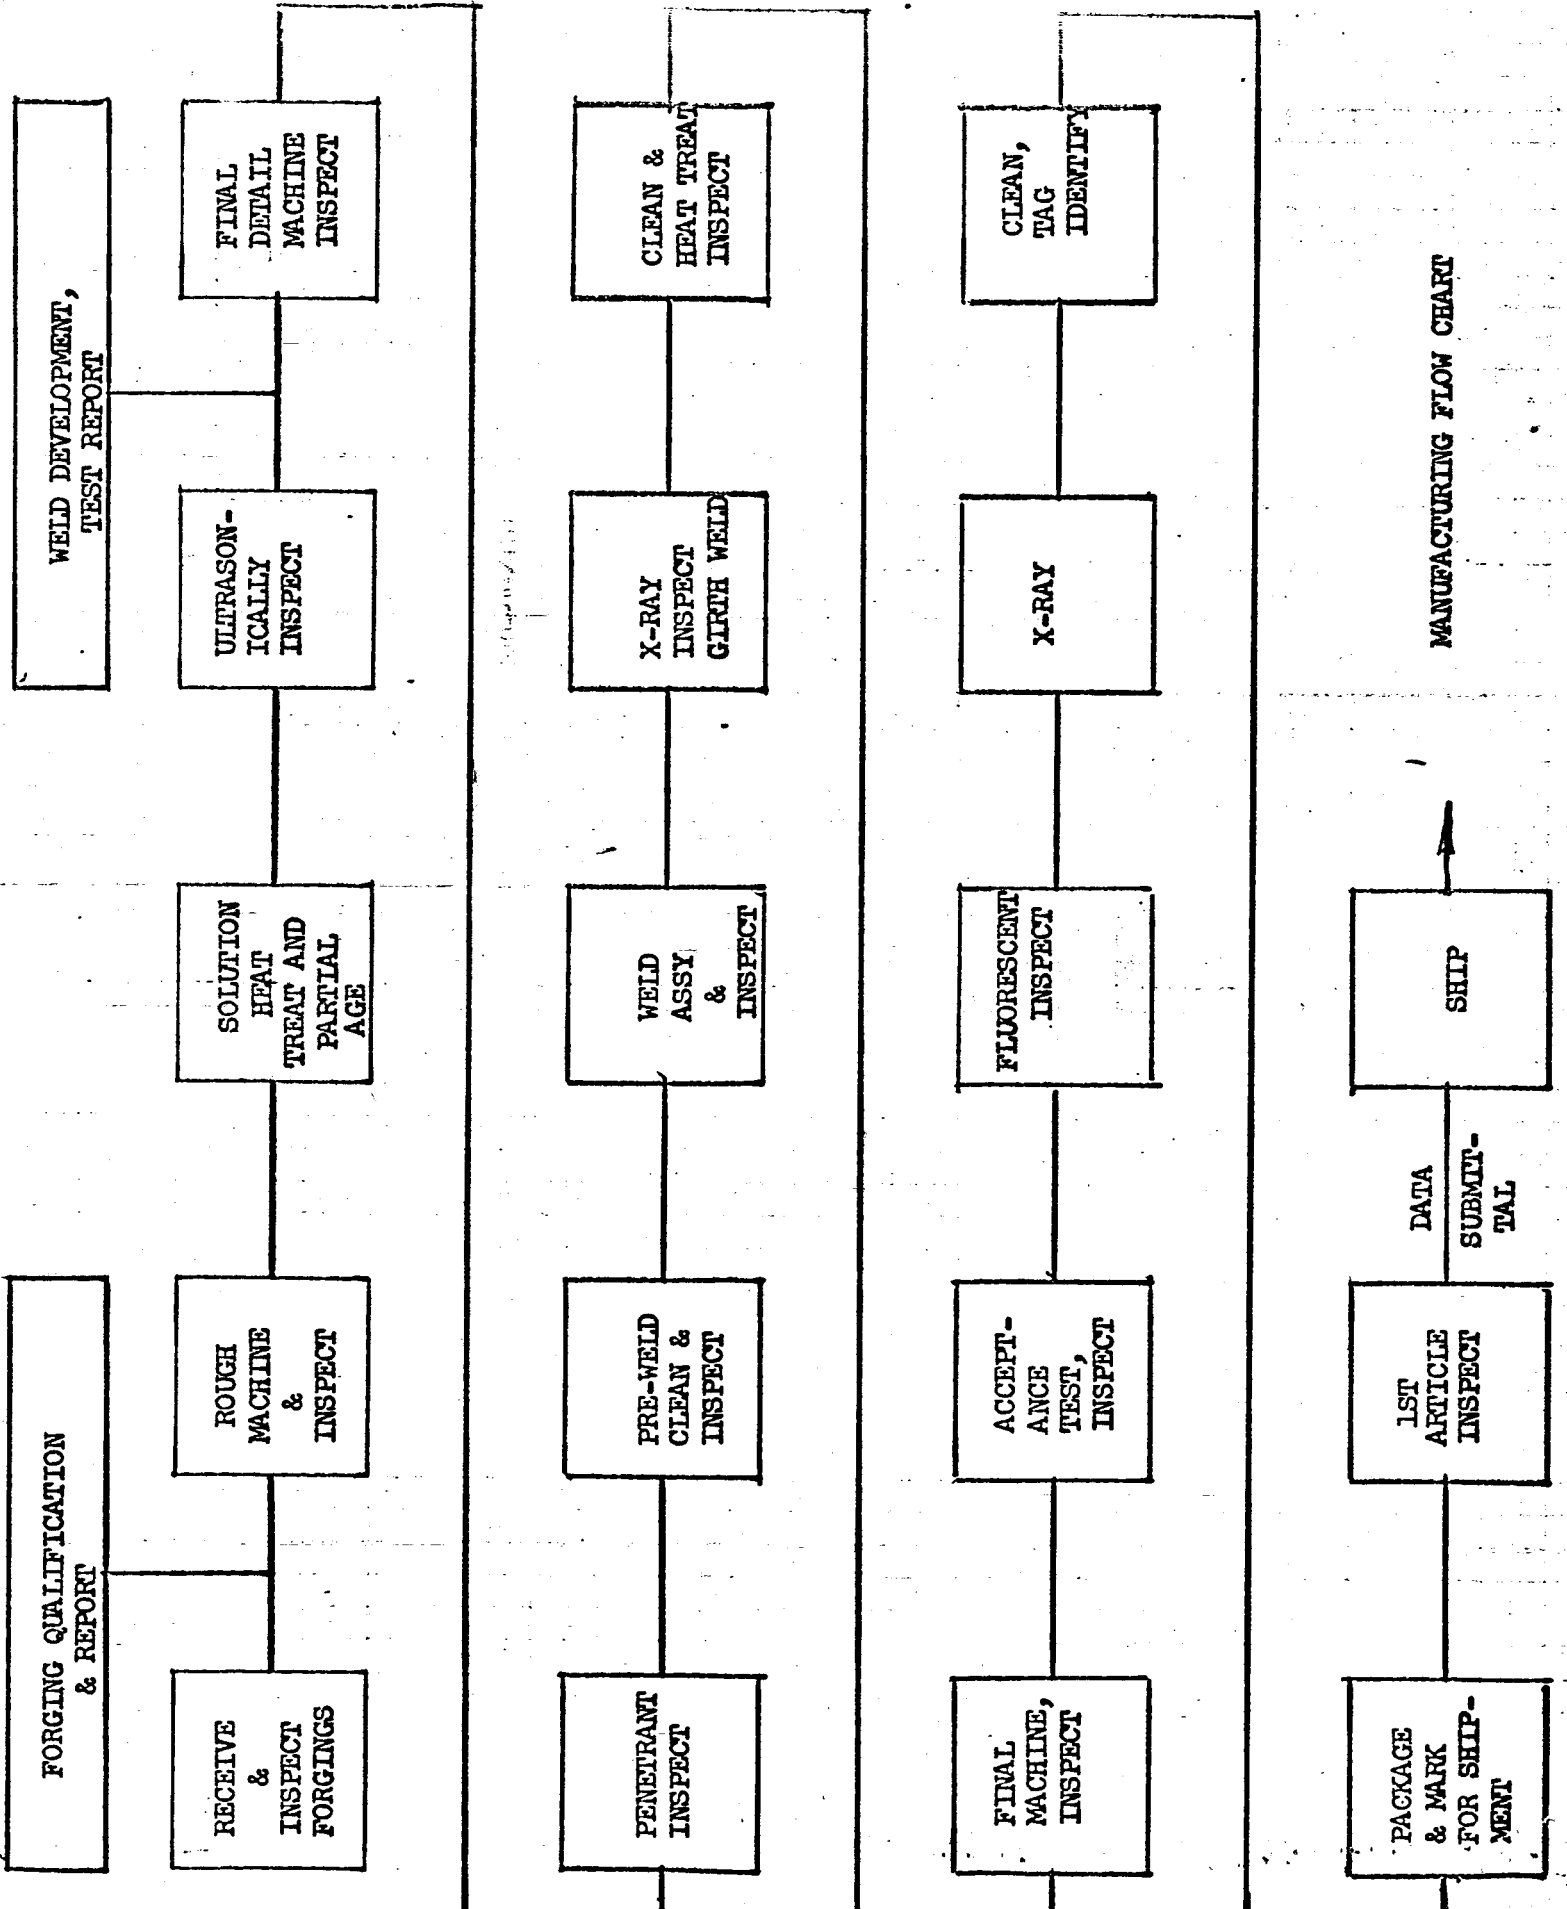 FORGING QUALIFICATION
& REPORT
WELD DEVELOPMENT,
TEST REPORT
RECEIVE
&
INSPECT
FORGINGS
ROUGH
MACHINE
&
INSPECT
SOLUTION
HEAT
TREAT AND
PARTIAL
AGE
ULTRASON-
ICALLY
INSPECT
FINAL
DETAIL
MACHINE
INSPECT
PENETRANT
INSPECT
PRE-WELD
CLEAN &
INSPECT
WELD
ASSY
&
INSPECT
X-RAY
INSPECT
GIRTH WELD
CLEAN &
HEAT TREAT
INSPECT
FINAL
MACHINE,
INSPECT
ACCEPT-
ANCE
TEST,
INSPECT
FLUORESCENT
INSPECT
X-RAY
CLEAN,
TAG
IDENTIFY
PACKAGE
& MARK
FOR SHIP-
MENT
1ST
ARTICLE
INSPECT
DATA
SUBMIT-
TAL
SHIP
MANUFACTURING FLOW CHART